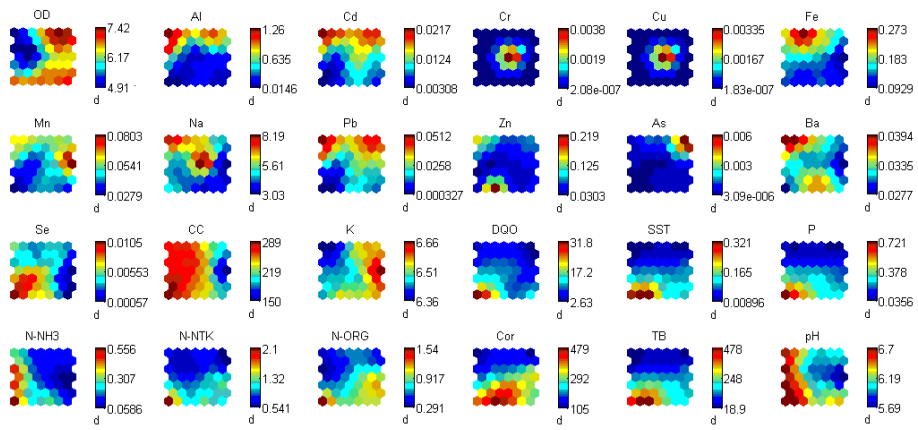 OD Al Cd Cr Cu Fe
7.42 1.26 0.0217 0.0038 0.00335 0.273
6.17 0.635 0.0124 0.0019 0.00167 0.183
4.91 0.0146 0.00308 2.08e-007 1.83e-007 0.0929
d d d d d d
Mn Na Pb Zn As Ba
0.0803 8.19 0.0512 0.219 0.006 0.0394
0.0541 5.61 0.0258 0.125 0.003 0.0335
0.0279 3.03 0.000327 0.0303 3.09e-006 0.0277
d d d d d d
Se CC K DQO SST P
0.0105 289 6.66 31.8 0.321 0.721
0.00553 219 6.51 17.2 0.165 0.378
0.00057 150 6.36 2.63 0.00896 0.0356
d d d d d d
N-NH3 N-NTK N-ORG Cor TB pH
0.556 2.1 1.54 479 478 6.7
0.307 1.32 0.917 292 248 6.19
0.0586 0.541 0.291 105 18.9 5.69
d d d d d d